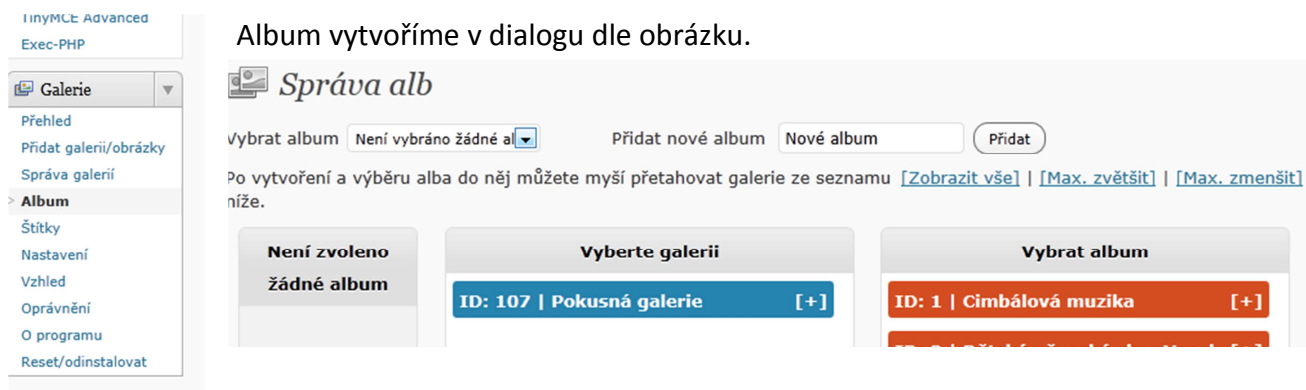 TinyMCE Advanced
Exec-PHP
Galerie
Přehled
Přidat galerii/obrázky
Správa galerií
Album
Štítky
Nastavení
Vzhled
Oprávnění
O programu
Reset/odinstalovat
Album vytvoříme v dialogu dle obrázku.
Správa alb
Vybrat album Není vybráno žádné al Přidat nové album Nové album Přidat
Po vytvoření a výběru alba do něj můžete myší přetahovat galerie ze seznamu [Zobrazit vše] | [Max. zvětšit] | [Max. zmenšit]
níže.
Není zvoleno
žádné album
Vyberte galerii
ID: 107 | Pokusná galerie [+]
Vybrat album
ID: 1 | Cimbálová muzika [+]